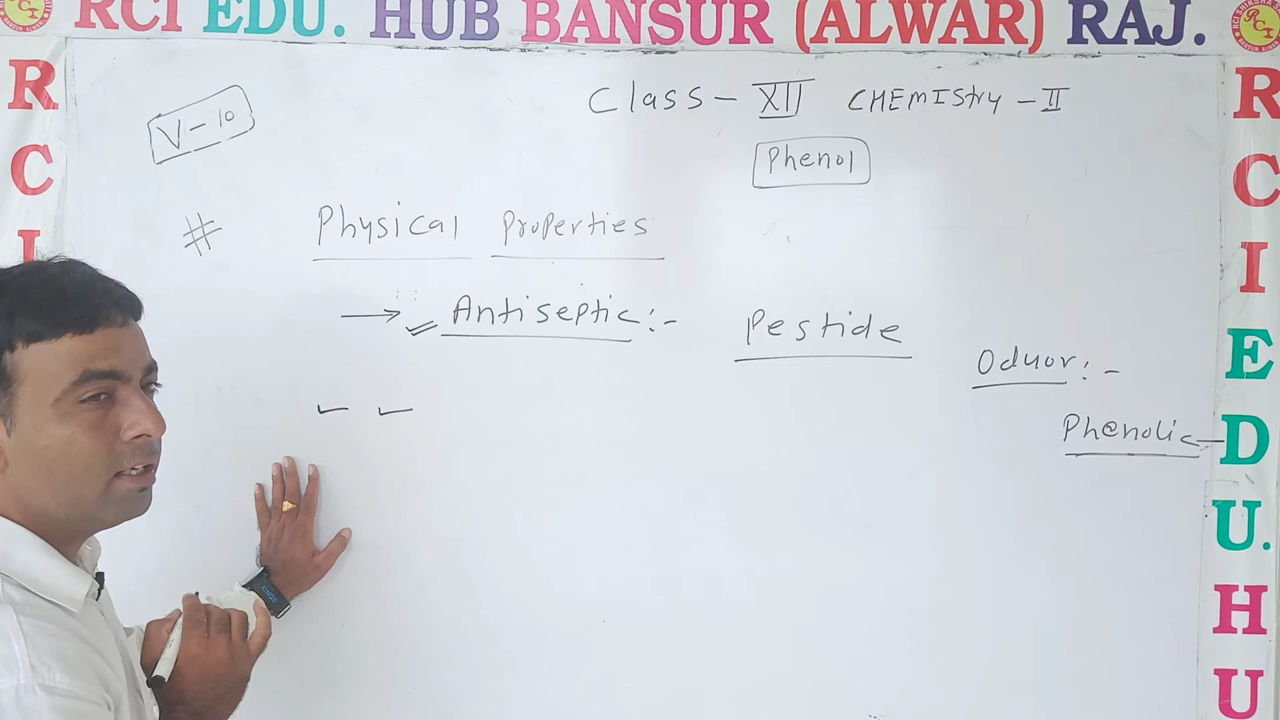 RCI EDU. HUB BANSUR (ALWAR) RAJ.
R
C
I
V-10
Class - XII CHEMIStry - II
Phenol
# Physical Properties
→ Antiseptic:- Pestide
Oduor:-
Phenolic-
R
C
I
E
D
U.
H
U